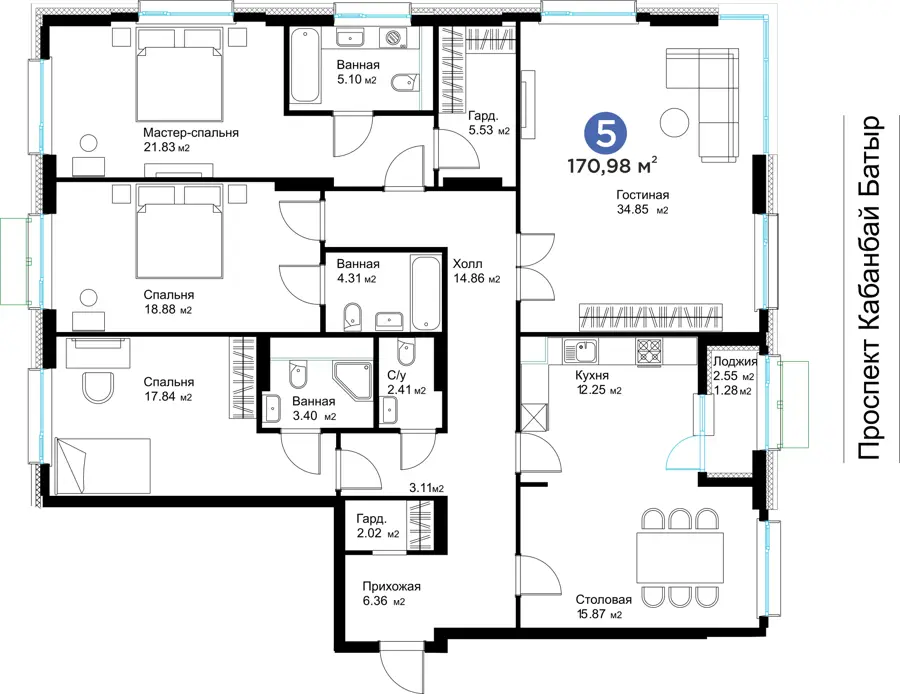 Ванная
5.10 м2
Гард.
5.53 м2
Мастер-спальня
21.83 м2
5
170,98 м²
Гостиная
34.85 м2
Спальня
18.88 м2
Ванная
4.31 м2
Холл
14.86 м2
Спальня
17.84 м2
Ванная
3.40 м2
С/у
2.41 м2
Кухня
12.25 м2
Лоджия
2.55 м2
1.28 м2
3.11м2
Гард.
2.02 м2
Прихожая
6.36 м2
Столовая
15.87 м2
Проспект Кабанбай Батыр